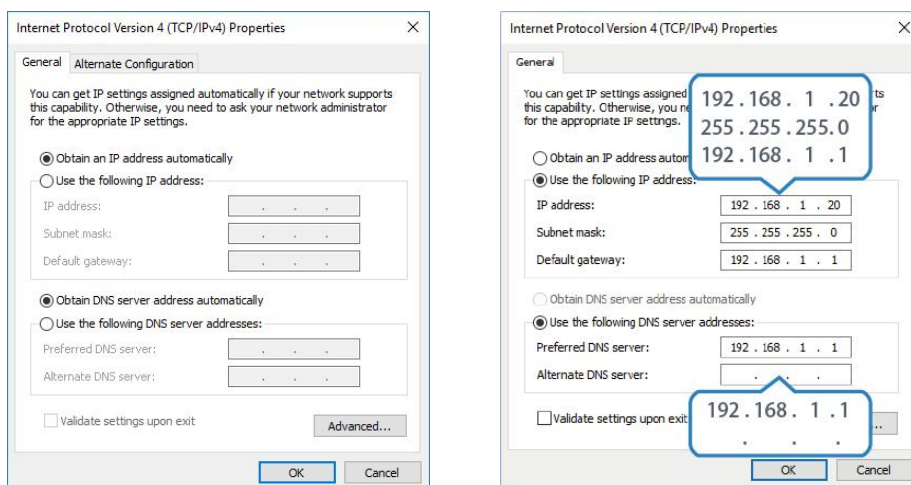 Internet Protocol Version 4 (TCP/IPv4) Properties
General
Alternate Configuration
You can get IP settings assigned automatically if your network supports
this capability. Otherwise, you need to ask your network administrator
for the appropriate IP settings.
Obtain an IP address automatically
Use the following IP address:
IP address:
Subnet mask:
Default gateway:
Obtain DNS server address automatically
Use the following DNS server addresses:
Preferred DNS server:
Alternate DNS server:
Validate settings upon exit
Advanced...
OK
Cancel
Internet Protocol Version 4 (TCP/IPv4) Properties
General
You can get IP settings assigned
this capability. Otherwise, you
for the appropriate IP settings.
192.168. 1 .20
255.255.255.0
192.168. 1 .1
Obtain an IP address
Use the following IP address:
IP address: 192 . 168 . 1 . 20
Subnet mask: 255 . 255 . 255 . 0
Default gateway: 192 . 168 . 1 . 1
Obtain DNS server address automatically
Use the following DNS server addresses:
Preferred DNS server: 192 . 168 . 1 . 1
Alternate DNS server: . . .
Validate settings upon exit
192.168. 1 .1
. . .
OK
Cancel